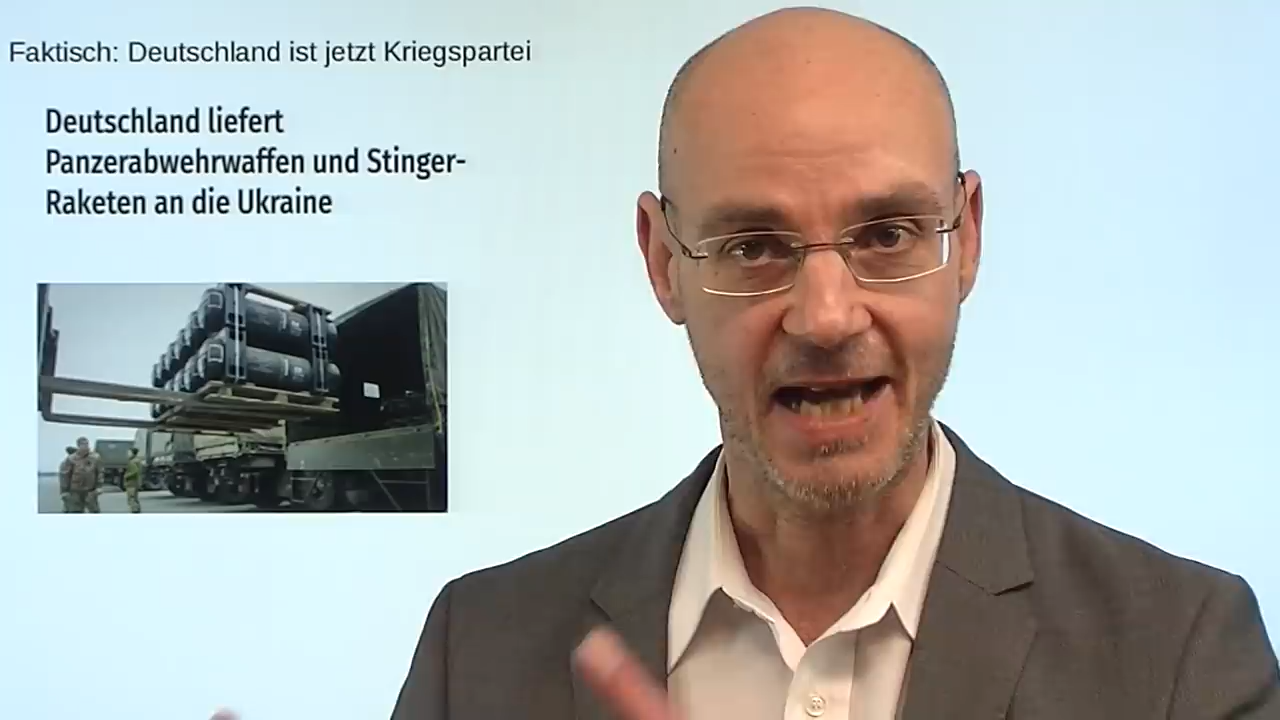 Faktisch: Deutschland ist jetzt Kriegspartei
Deutschland liefert
Panzerabwehrwaffen und Stinger-
Raketen an die Ukraine